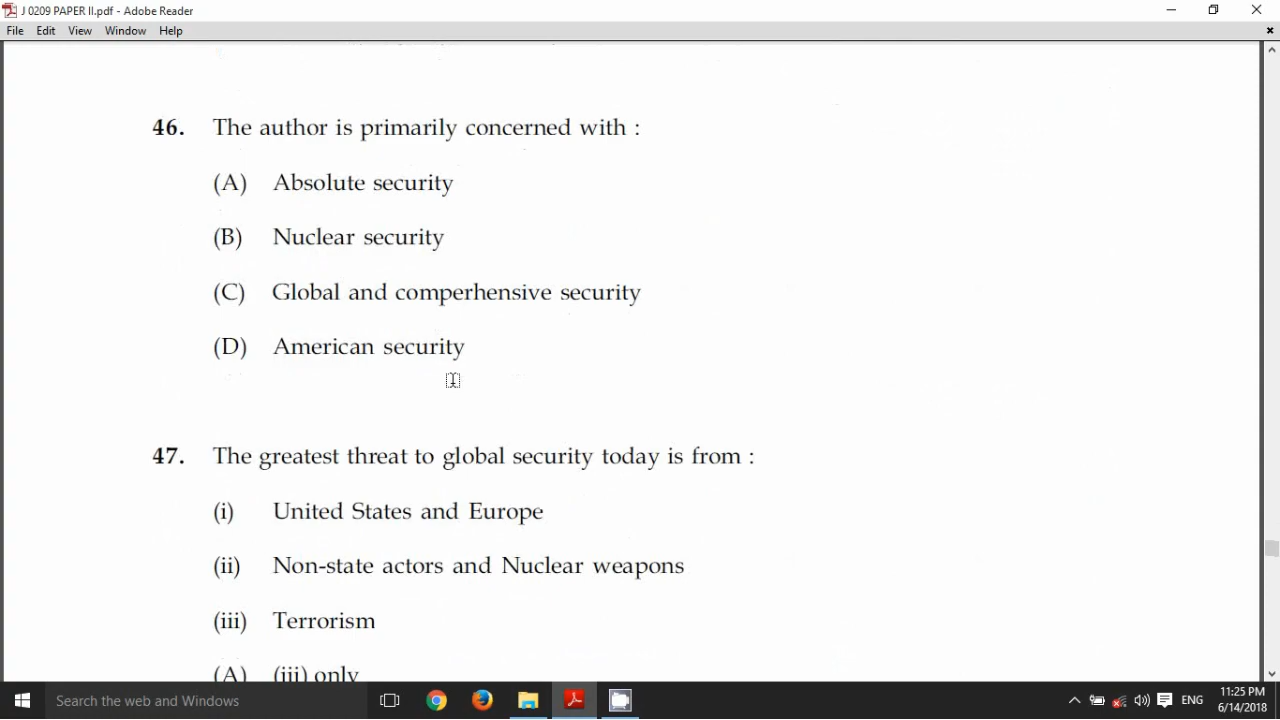 J 0209 PAPER II.pdf - Adobe Reader
File Edit View Window Help
46. The author is primarily concerned with :
(A) Absolute security
(B) Nuclear security
(C) Global and comperhensive security
(D) American security
47. The greatest threat to global security today is from :
(i) United States and Europe
(ii) Non-state actors and Nuclear weapons
(iii) Terrorism
(A) (iii) only
Search the web and Windows
ENG
11:25 PM
6/14/2018